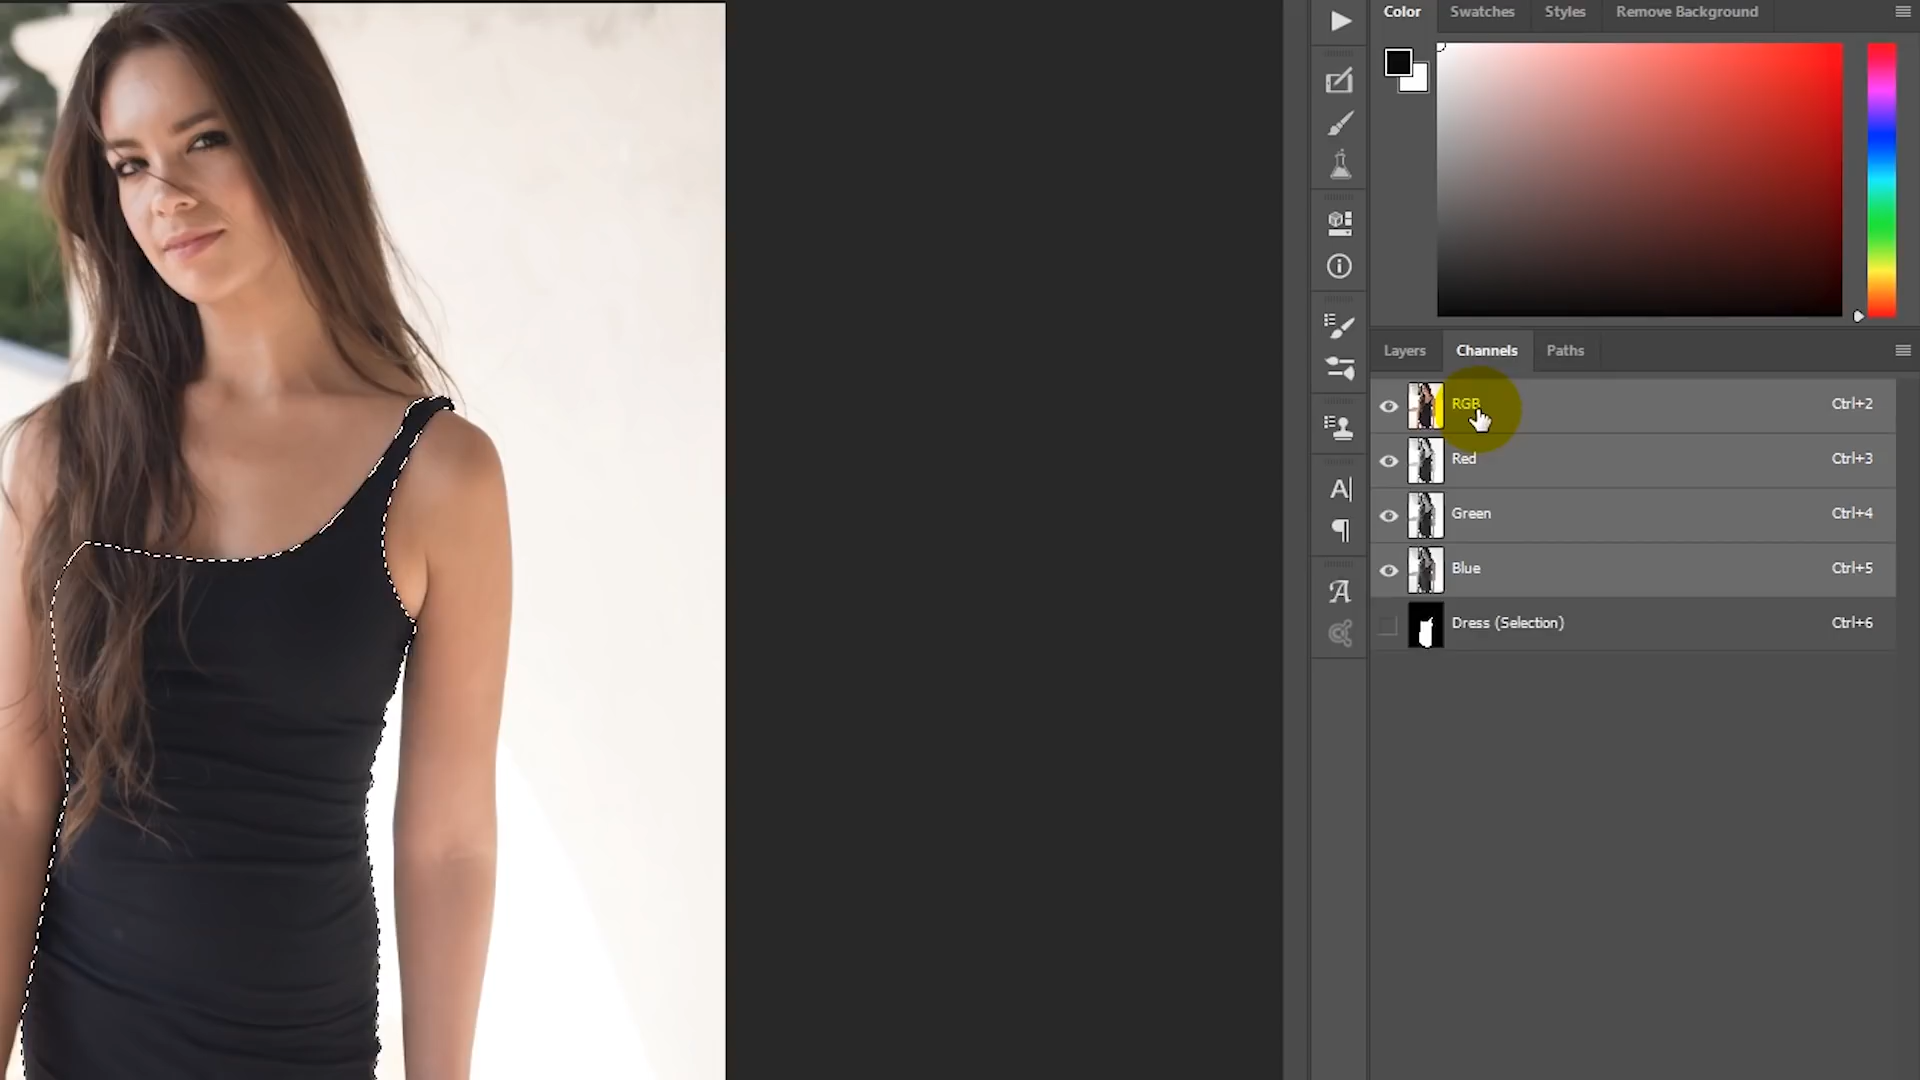 Color Swatches Styles Remove Background
Layers Channels Paths
RGB Ctrl+2
Red Ctrl+3
Green Ctrl+4
Blue Ctrl+5
Dress (Selection) Ctrl+6